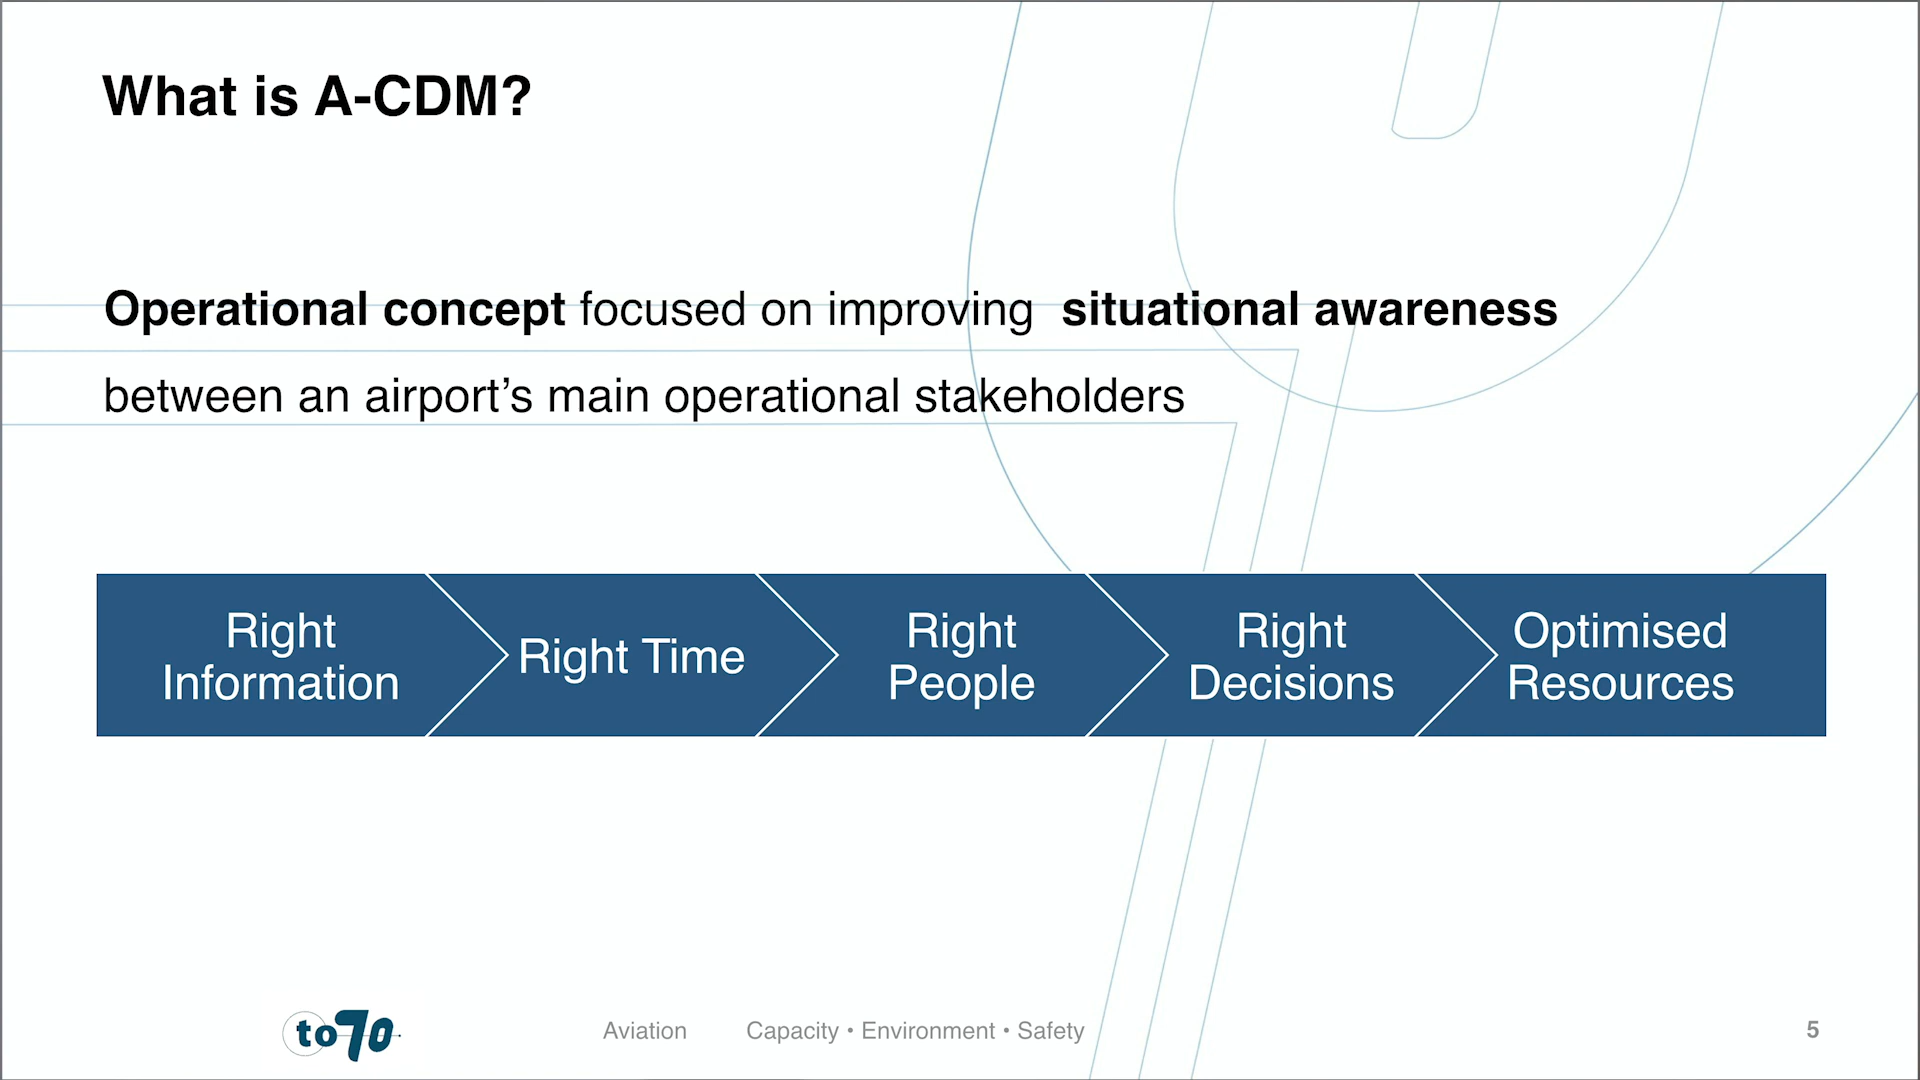 What is A-CDM?
Operational concept focused on improving situational awareness
between an airport’s main operational stakeholders
Right
Information
Right Time
Right
People
Right
Decisions
Optimised
Resources
to70
Aviation
Capacity • Environment • Safety
5